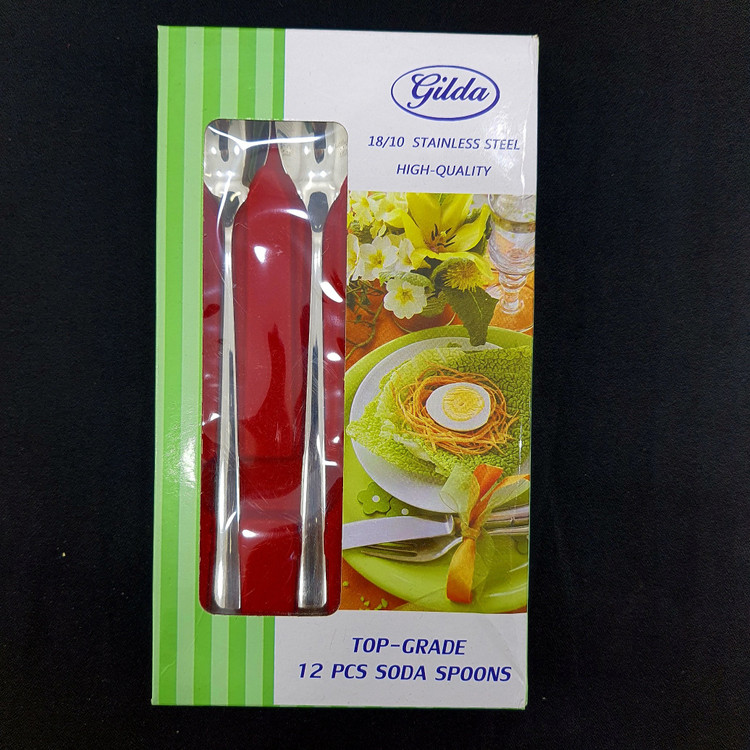 Gilda
18/10 STAINLESS STEEL
HIGH-QUALITY
TOP-GRADE
12 PCS SODA SPOONS